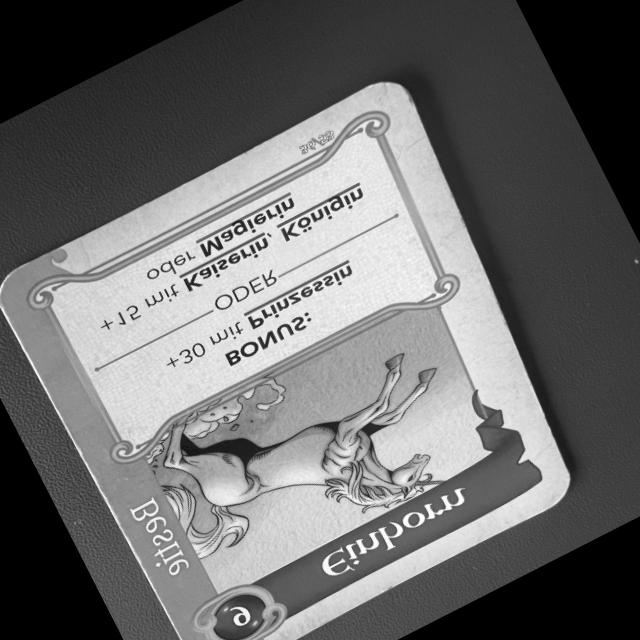 9
Einhorn
Bestie
BONUS:
+30 mit Prinzessin
ODER
+15 mit Kaiserin, Königin
oder Magierin